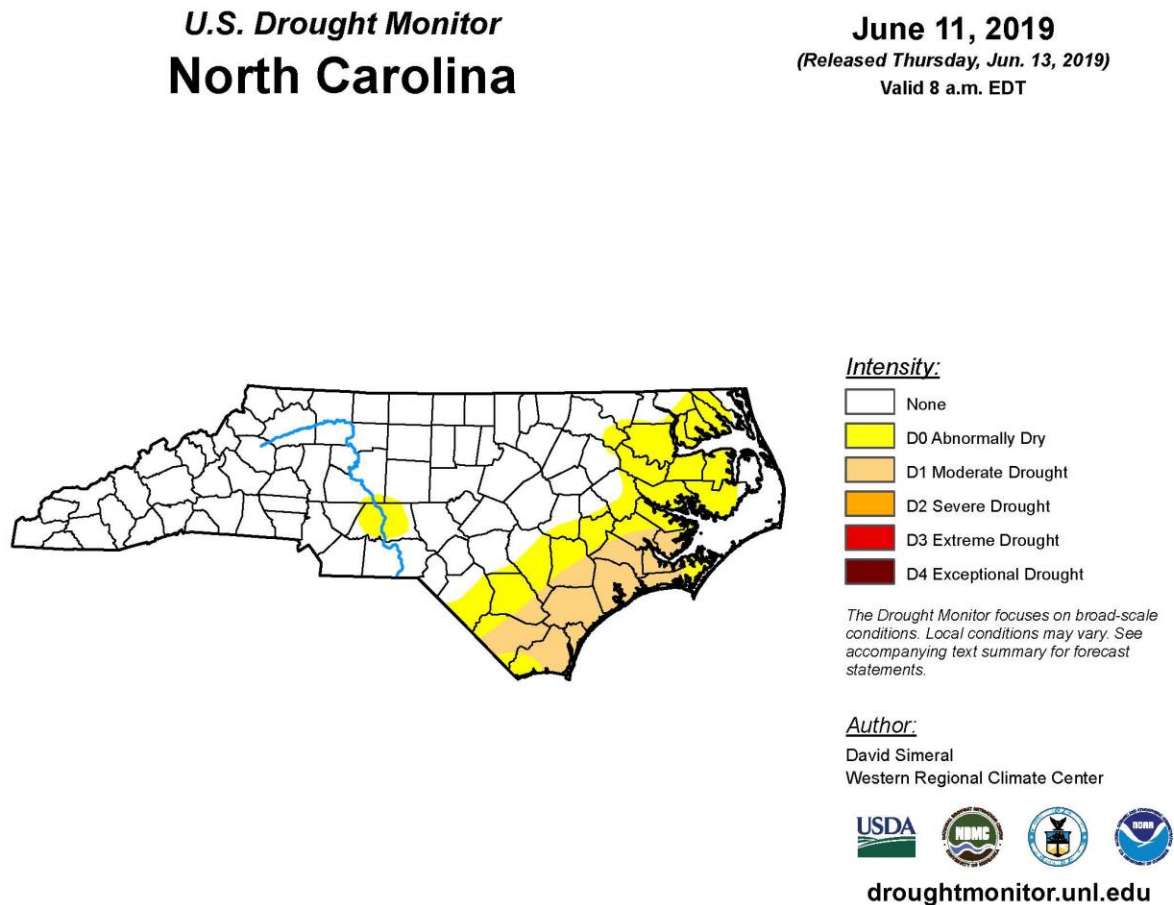 U.S. Drought Monitor
North Carolina
June 11, 2019
(Released Thursday, Jun. 13, 2019)
Valid 8 a.m. EDT
Intensity:
None
D0 Abnormally Dry
D1 Moderate Drought
D2 Severe Drought
D3 Extreme Drought
D4 Exceptional Drought
The Drought Monitor focuses on broad-scale
conditions. Local conditions may vary. See
accompanying text summary for forecast
statements.
Author:
David Simeral
Western Regional Climate Center
USDA
NDMC
NOAA
droughtmonitor.unl.edu